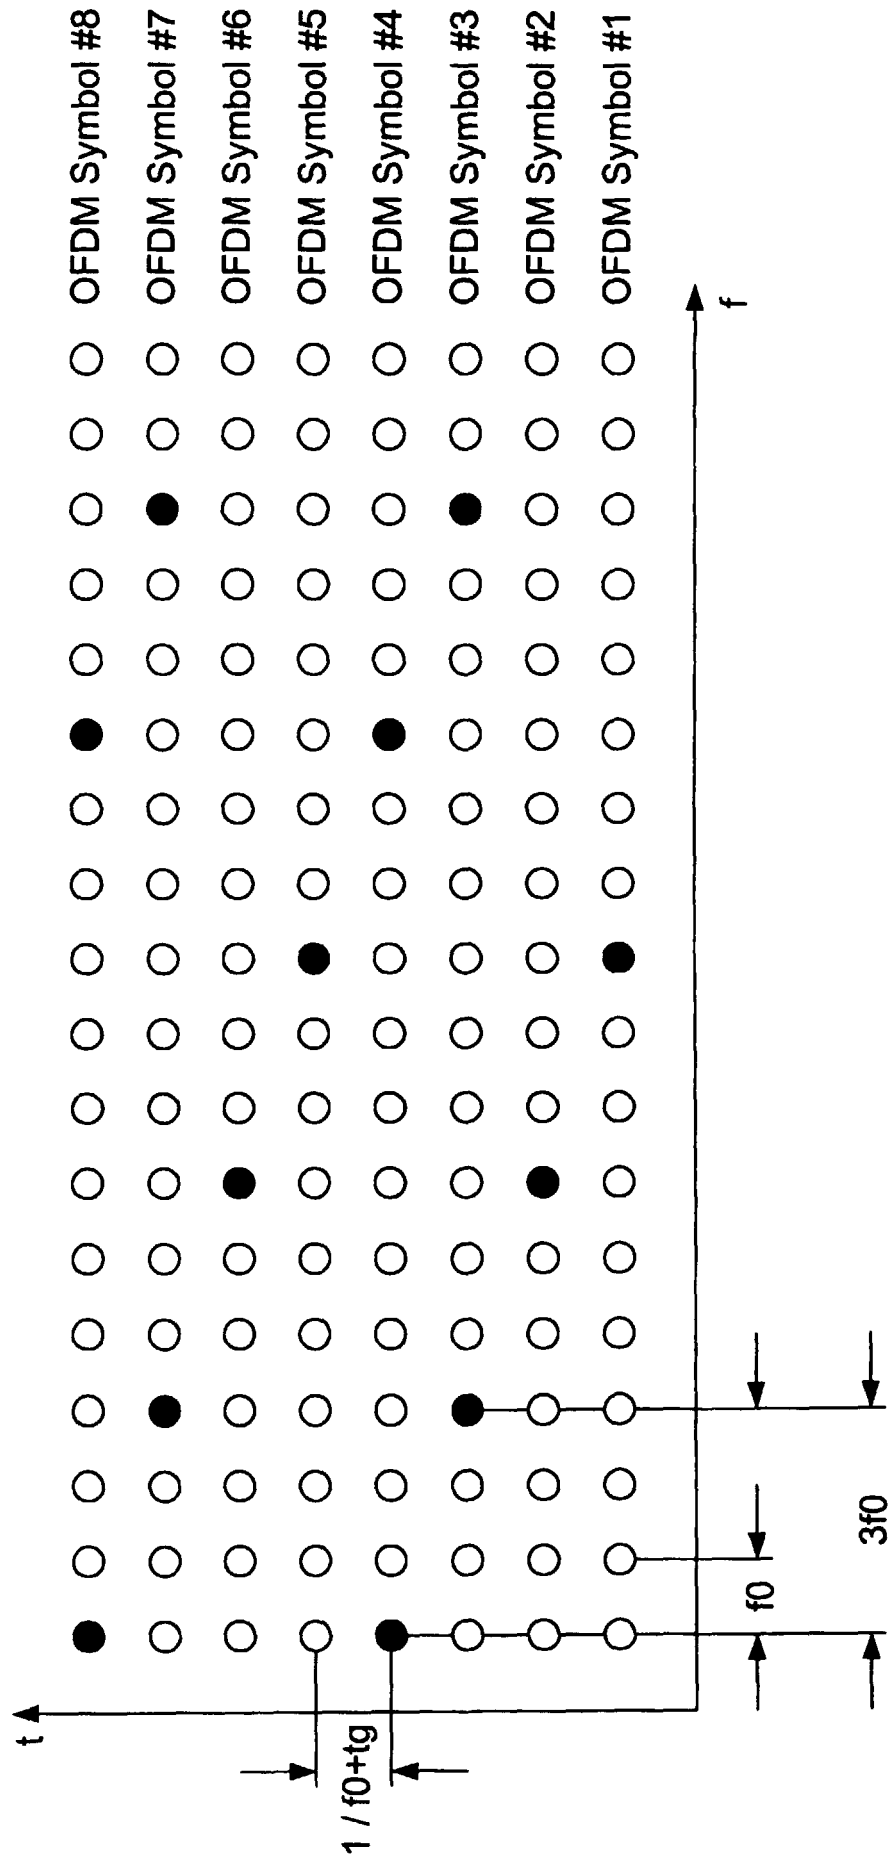 OFDM Symbol #8
OFDM Symbol #7
OFDM Symbol #6
OFDM Symbol #5
OFDM Symbol #4
OFDM Symbol #3
OFDM Symbol #2
OFDM Symbol #1
t
f
1 / f0+tg
f0
3f0